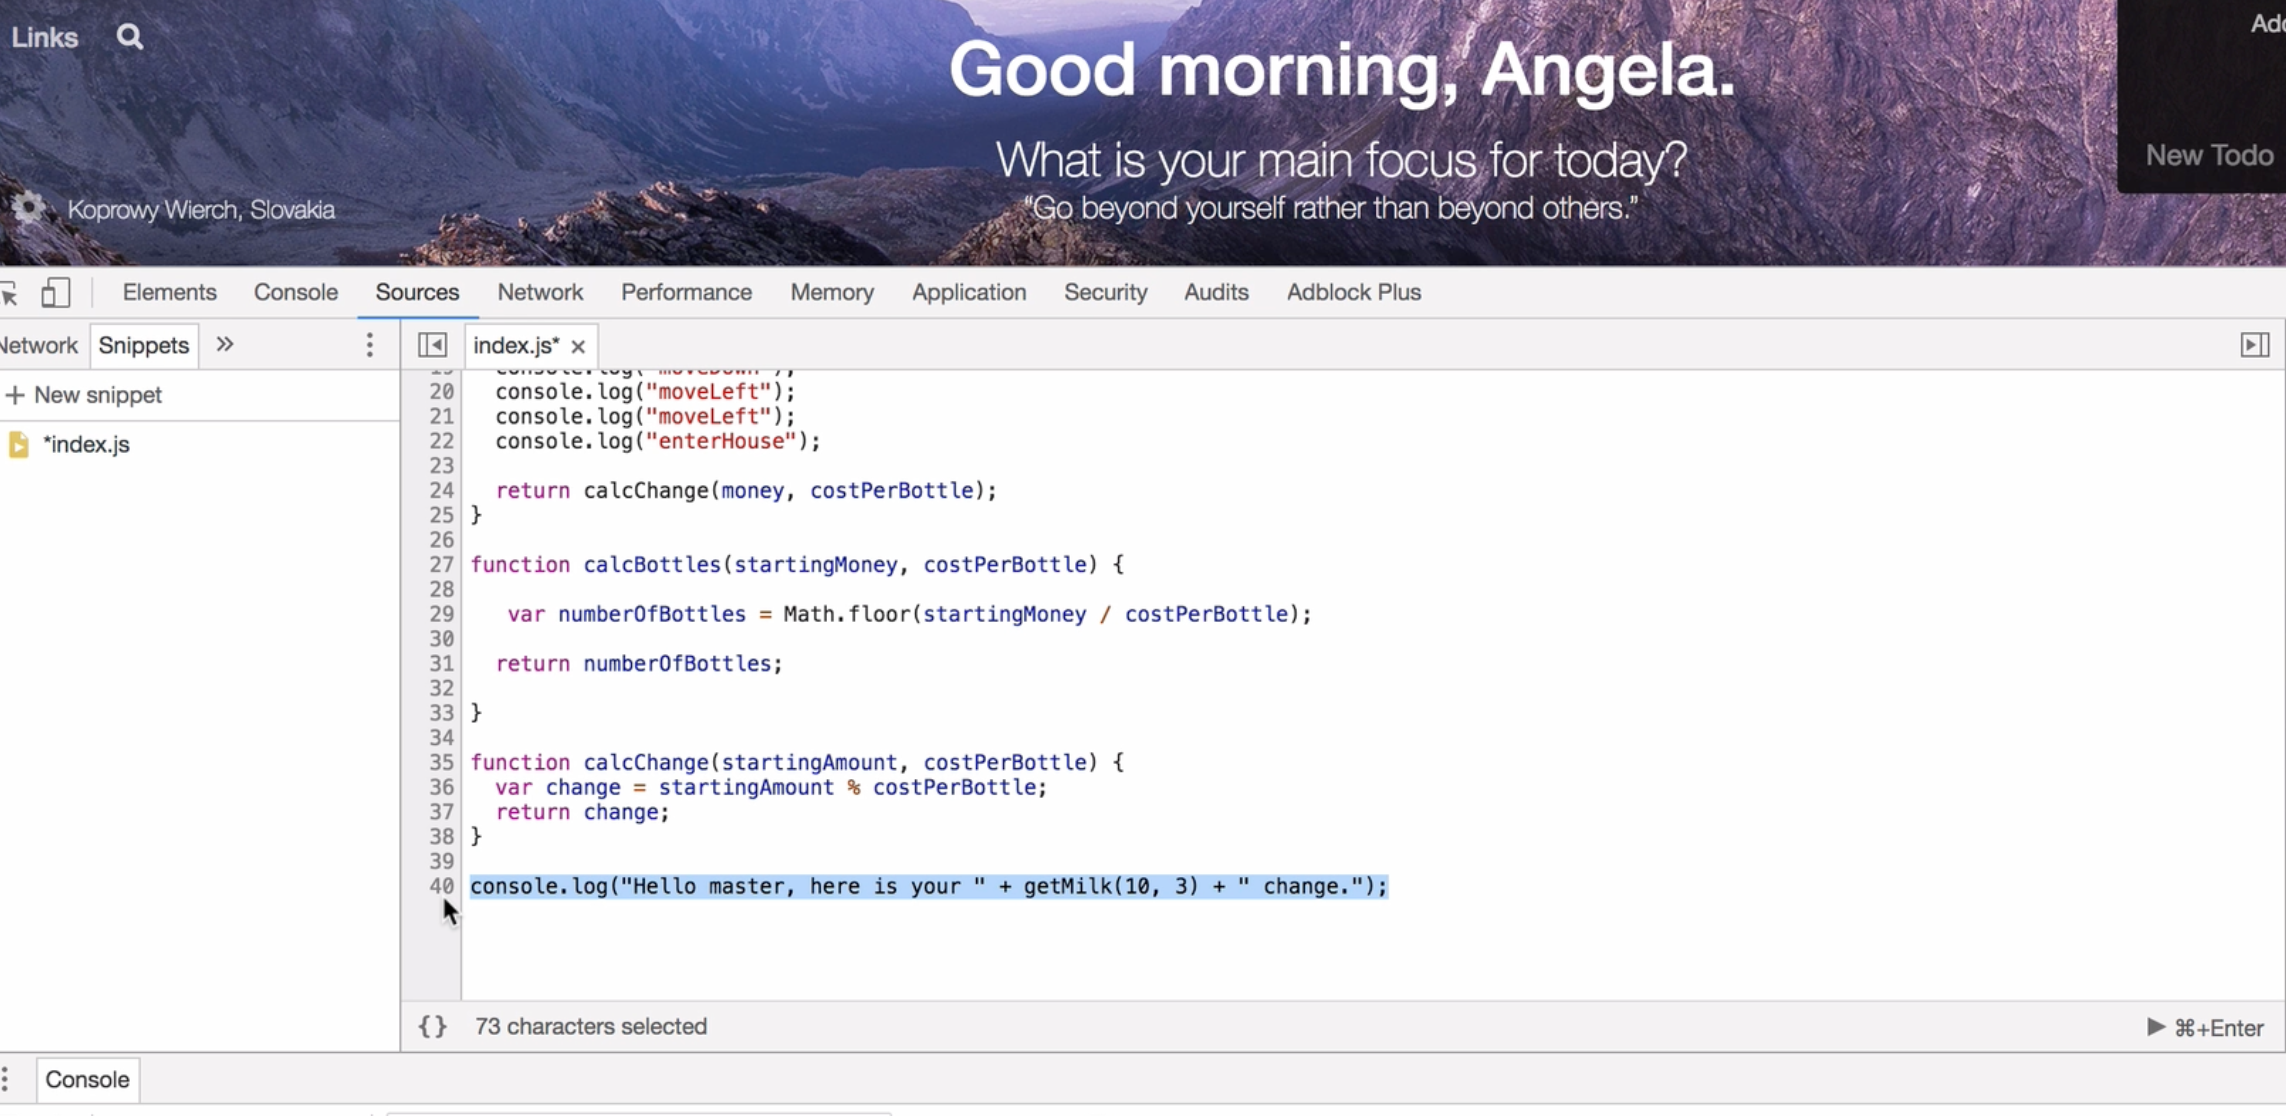 Links
Add
Good morning, Angela.
What is your main focus for today?
New Todo
Koprowy Wierch, Slovakia
“Go beyond yourself rather than beyond others.”
Elements Console Sources Network Performance Memory Application Security Audits Adblock Plus
Network Snippets » index.js* ×
+ New snippet
*index.js
19 console.log("moveDown");
20 console.log("moveLeft");
21 console.log("moveLeft");
22 console.log("enterHouse");
23
24 return calcChange(money, costPerBottle);
25 }
26
27 function calcBottles(startingMoney, costPerBottle) {
28
29 var numberOfBottles = Math.floor(startingMoney / costPerBottle);
30
31 return numberOfBottles;
32
33 }
34
35 function calcChange(startingAmount, costPerBottle) {
36 var change = startingAmount % costPerBottle;
37 return change;
38 }
39
40 console.log("Hello master, here is your " + getMilk(10, 3) + " change.");
{} 73 characters selected ⌘+Enter
Console